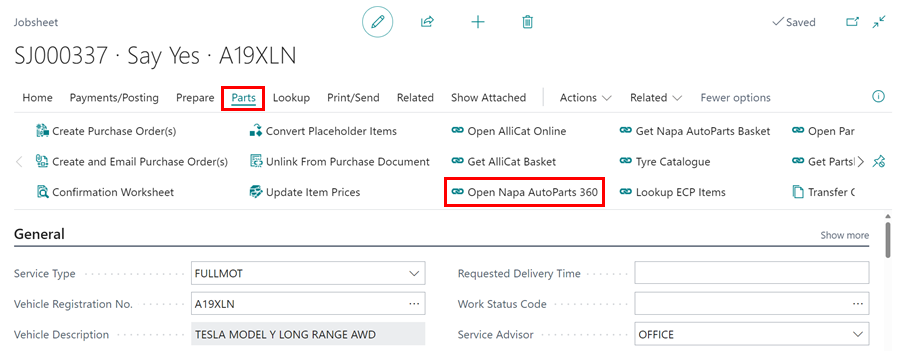 Jobsheet
Saved
SJ000337 · Say Yes · A19XLN
Home Payments/Posting Prepare Parts Lookup Print/Send Related Show Attached Actions Related Fewer options
Create Purchase Order(s) Convert Placeholder Items Open AlliCat Online Get Napa AutoParts Basket Open Par
Create and Email Purchase Order(s) Unlink From Purchase Document Get AlliCat Basket Tyre Catalogue Get Parts
Confirmation Worksheet Update Item Prices Open Napa AutoParts 360 Lookup ECP Items Transfer C
General Show more
Service Type FULLMOT Requested Delivery Time
Vehicle Registration No. A19XLN Work Status Code
Vehicle Description TESLA MODEL Y LONG RANGE AWD Service Advisor OFFICE